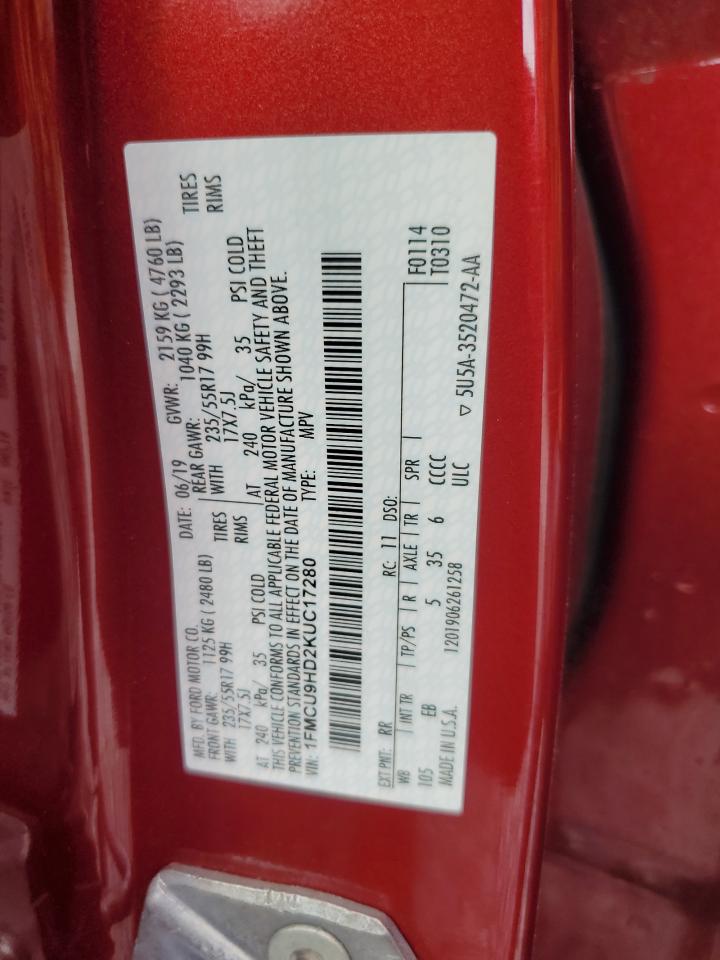 MFD. BY FORD MOTOR CO.
DATE: 06/19 GVWR: 2159 KG ( 4760 LB)
FRONT GAWR: 1125 KG ( 2480 LB) REAR GAWR: 1040 KG ( 2293 LB)
WITH 235/55R17 99H TIRES WITH 235/55R17 99H TIRES
17X7.5J RIMS 17X7.5J RIMS
AT 240 kPa/ 35 PSI COLD AT 240 kPa/ 35 PSI COLD
THIS VEHICLE CONFORMS TO ALL APPLICABLE FEDERAL MOTOR VEHICLE SAFETY AND THEFT
PREVENTION STANDARDS IN EFFECT ON THE DATE OF MANUFACTURE SHOWN ABOVE.
VIN: 1FMCU9HD2KUC17280 TYPE: MPV
EXT PNT: RR RC: 11 DSO: F0114
WB INT TR TP/PS R AXLE TR SPR T0310
105 EB 5 35 6 CCCC
MADE IN U.S.A. 1201906261258 ULC ▽ 5U5A-3520472-AA